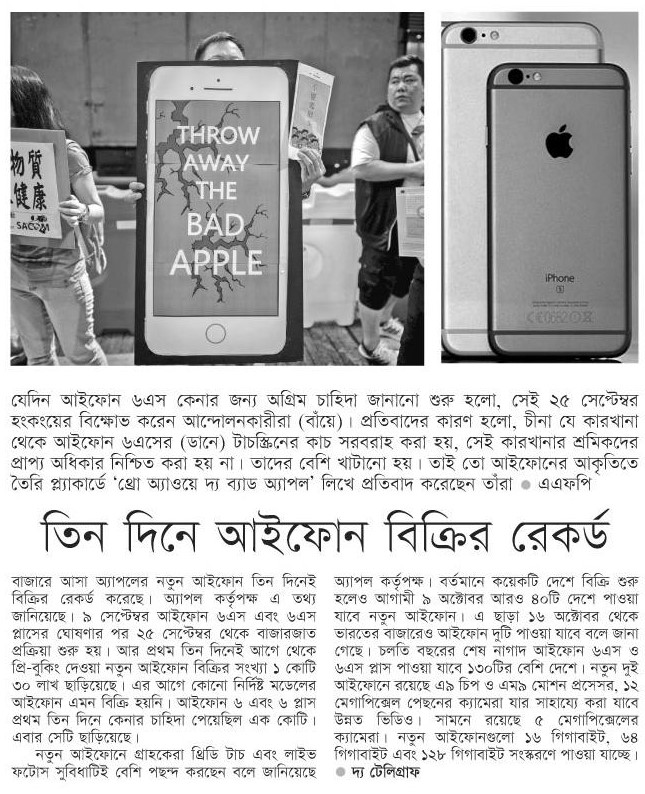 物質
健康
SACOM
THROW
AWAY
THE
BAD
APPLE
iPhone
S
যেদিন আইফোন ৬এস কেনার জন্য অগ্রিম চাহিদা জানানো শুরু হলো, সেই ২৫ সেপ্টেম্বর
হংকংয়ের বিক্ষোভ করেন আন্দোলনকারীরা (বাঁয়ে)। প্রতিবাদের কারণ হলো, চীনা যে কারখানা
থেকে আইফোন ৬এসের (ডানে) টাচস্ক্রিনের কাচ সরবরাহ করা হয়, সেই কারখানার শ্রমিকদের
প্রাপ্য অধিকার নিশ্চিত করা হয় না। তাদের বেশি খাটানো হয়। তাই তো আইফোনের আকৃতিতে
তৈরি প্ল্যাকার্ডে ‘থ্রো অ্যাওয়ে দ্য ব্যাড অ্যাপল’ লিখে প্রতিবাদ করেছেন তাঁরা ● এএফপি
তিন দিনে আইফোন বিক্রির রেকর্ড
বাজারে আসা অ্যাপলের নতুন আইফোন তিন দিনেই
বিক্রির রেকর্ড করেছে। অ্যাপল কর্তৃপক্ষ এ তথ্য
জানিয়েছে। ৯ সেপ্টেম্বর আইফোন ৬এস এবং ৬এস
প্লাসের ঘোষণার পর ২৫ সেপ্টেম্বর থেকে বাজারজাত
প্রক্রিয়া শুরু হয়। আর প্রথম তিন দিনেই আগে থেকে
প্রি-বুকিং দেওয়া নতুন আইফোন বিক্রির সংখ্যা ১ কোটি
৩০ লাখ ছাড়িয়েছে। এর আগে কোনো নির্দিষ্ট মডেলের
আইফোন এমন বিক্রি হয়নি। আইফোন ৬ এবং ৬ প্লাস
প্রথম তিন দিনে কেনার চাহিদা পেয়েছিল এক কোটি।
এবার সেটি ছাড়িয়েছে।
নতুন আইফোনে গ্রাহকেরা থ্রিডি টাচ এবং লাইভ
ফটোস সুবিধাটিই বেশি পছন্দ করছেন বলে জানিয়েছে
অ্যাপল কর্তৃপক্ষ। বর্তমানে কয়েকটি দেশে বিক্রি শুরু
হলেও আগামী ৯ অক্টোবর আরও ৪০টি দেশে পাওয়া
যাবে নতুন আইফোন। এ ছাড়া ১৬ অক্টোবর থেকে
ভারতের বাজারেও আইফোন দুটি পাওয়া যাবে বলে জানা
গেছে। চলতি বছরের শেষ নাগাদ আইফোন ৬এস ও
৬এস প্লাস পাওয়া যাবে ১৩০টির বেশি দেশে। নতুন দুই
আইফোনে রয়েছে এ৯ চিপ ও এম৯ মোশন প্রসেসর, ১২
মেগাপিক্সেল পেছনের ক্যামেরা যার সাহায্যে করা যাবে
উন্নত ভিডিও। সামনে রয়েছে ৫ মেগাপিক্সেলের
ক্যামেরা। নতুন আইফোনগুলো ১৬ গিগাবাইট, ৬৪
গিগাবাইট এবং ১২৮ গিগাবাইট সংস্করণে পাওয়া যাচ্ছে।
● দ্য টেলিগ্রাফ